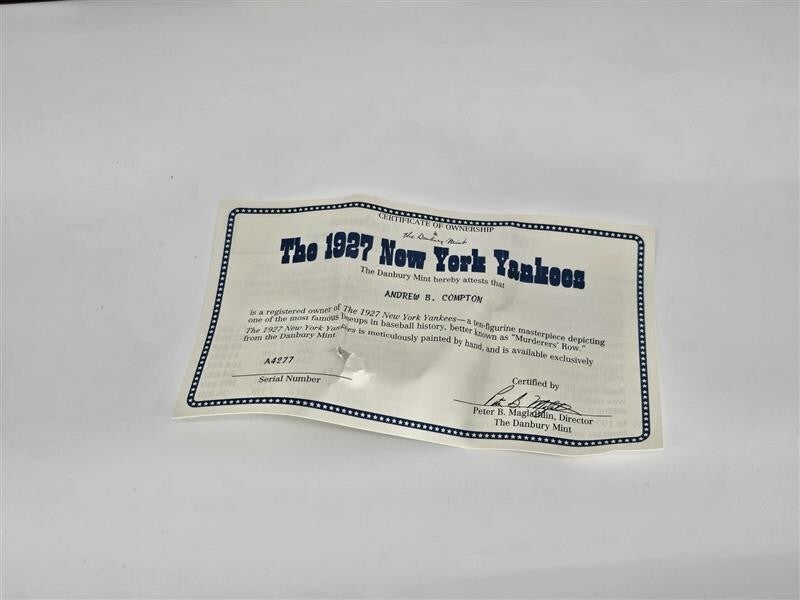 CERTIFICATE OF OWNERSHIP
The Danbury Mint
The 1927 New York Yankees
The Danbury Mint hereby attests that
ANDREW B. COMPTON
is a registered owner of The 1927 New York Yankees—a ten-figurine masterpiece depicting
one of the most famous lineups in baseball history, better known as "Murderers' Row."
The 1927 New York Yankees is meticulously painted by hand, and is available exclusively
from the Danbury Mint.
A4277
Serial Number
Certified by
Peter B. Maglathlin, Director
The Danbury Mint